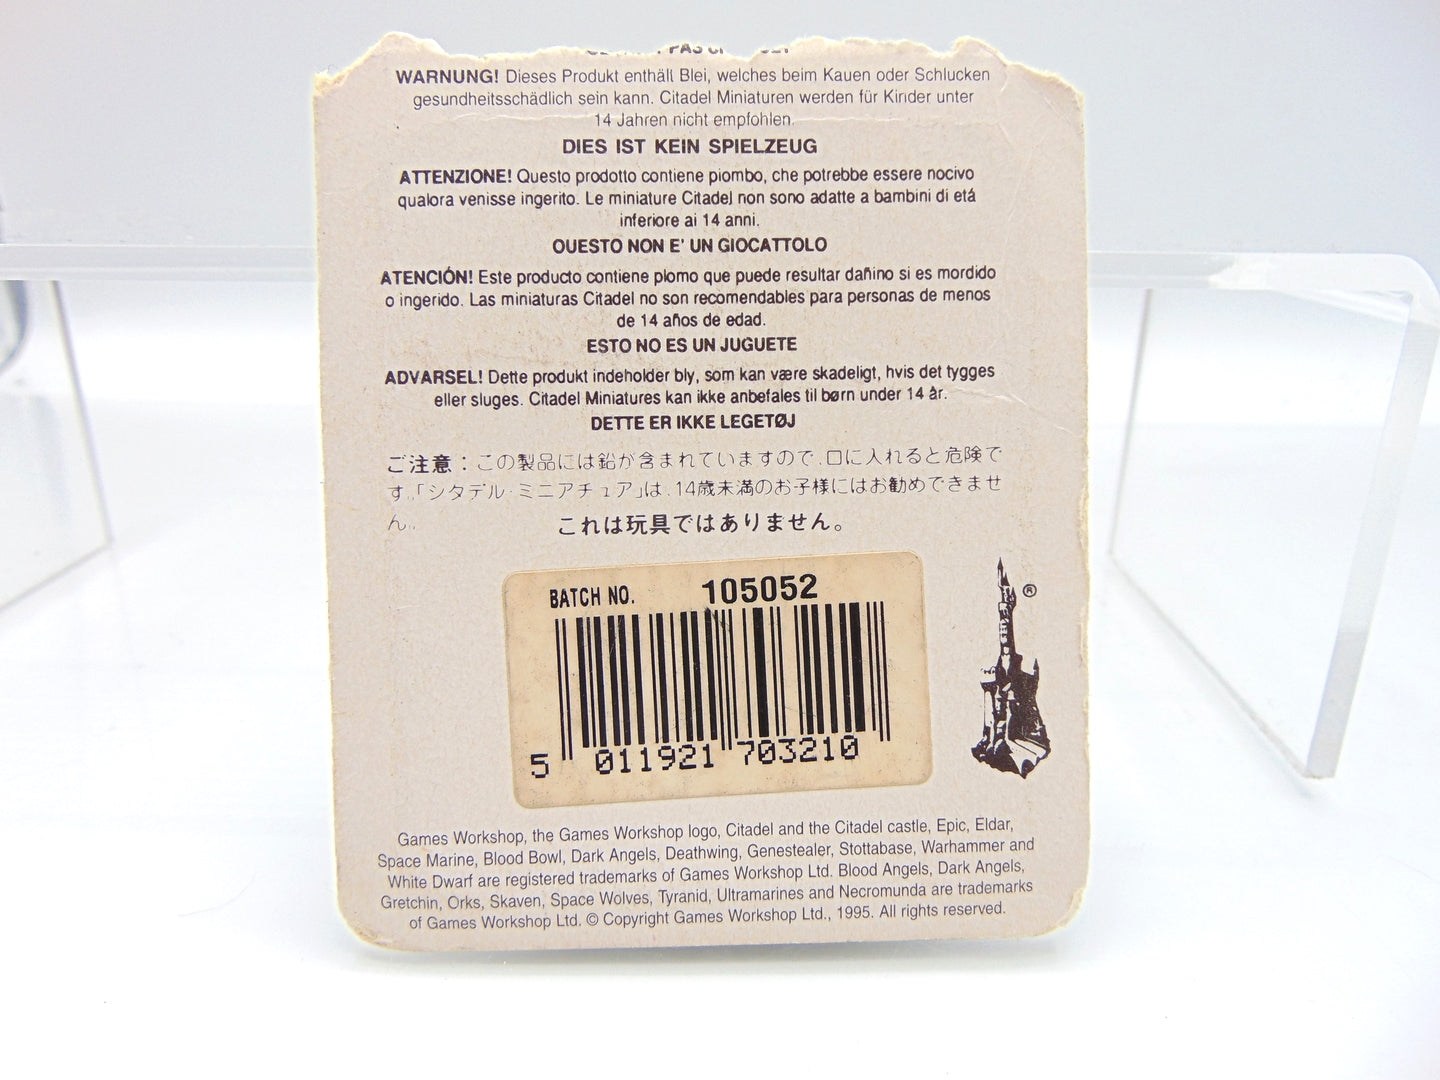 PAS
WARNUNG! Dieses Produkt enthält Blei, welches beim Kauen oder Schlucken
gesundheitsschädlich sein kann. Citadel Miniaturen werden für Kinder unter
14 Jahren nicht empfohlen.
DIES IST KEIN SPIELZEUG
ATTENZIONE! Questo prodotto contiene piombo, che potrebbe essere nocivo
qualora venisse ingerito. Le miniature Citadel non sono adatte a bambini di etá
inferiore ai 14 anni.
QUESTO NON E' UN GIOCATTOLO
ATENCIÓN! Este producto contiene plomo que puede resultar dañino si es mordido
o ingerido. Las miniaturas Citadel no son recomendables para personas de menos
de 14 años de edad.
ESTO NO ES UN JUGUETE
ADVARSEL! Dette produkt indeholder bly, som kan være skadeligt, hvis det tygges
eller sluges. Citadel Miniatures kan ikke anbefales til børn under 14 år.
DETTE ER IKKE LEGETØJ
ご注意：この製品には鉛が含まれていますので、口に入れると危険で
す。「シタデル・ミニアチュア」は、14歳未満のお子様にはお勧めできませ
ん。
これは玩具ではありません。
BATCH NO. 105052
5 011921 703210
®
Games Workshop, the Games Workshop logo, Citadel and the Citadel castle, Epic, Eldar,
Space Marine, Blood Bowl, Dark Angels, Deathwing, Genestealer, Stottabase, Warhammer and
White Dwarf are registered trademarks of Games Workshop Ltd. Blood Angels, Dark Angels,
Gretchin, Orks, Skaven, Space Wolves, Tyranid, Ultramarines and Necromunda are trademarks
of Games Workshop Ltd. © Copyright Games Workshop Ltd., 1995. All rights reserved.